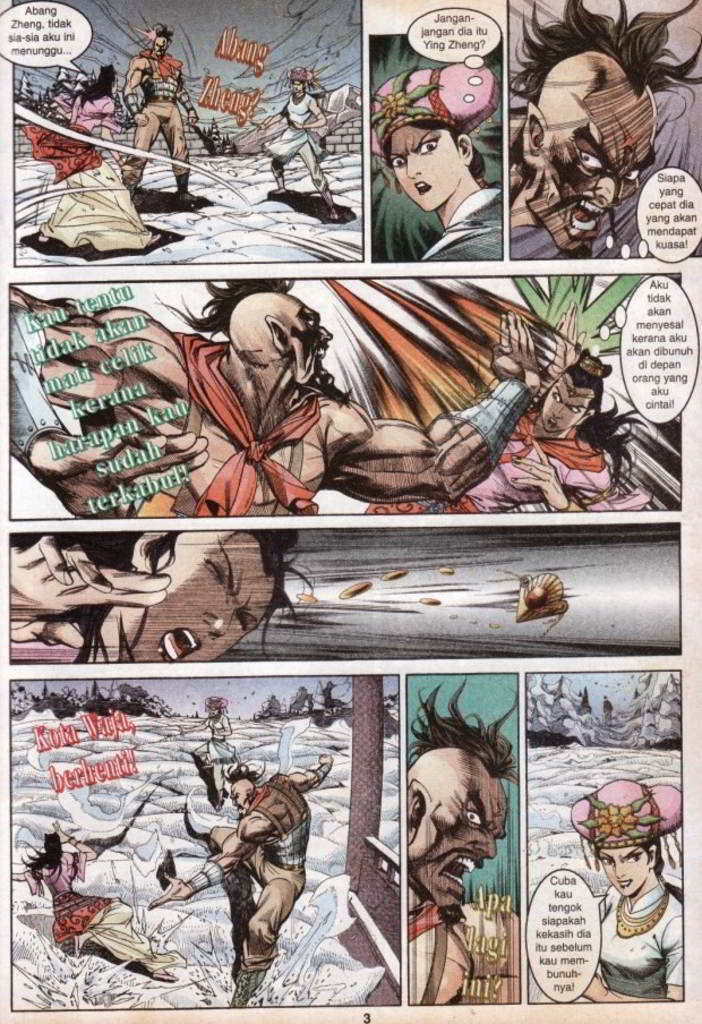 Abang
Zheng, tidak
sia-sia aku ini
menunggu...
Abang
Zheng?
Jangan-
jangan dia itu
Ying Zheng?
Siapa
yang
cepat dia
yang akan
mendapat
kuasa!
Kau tentu
tidak akan
mati celik
kerana
harapan kau
sudah
terkabul!
Aku
tidak
akan
menyesal
kerana aku
akan dibunuh
di depan
orang yang
aku
cintai!
Kota Waja,
berhenti!
Apa
lagi
ini?
Cuba
kau
tengok
siapakah
kekasih dia
itu sebelum
kau mem-
bunuh-
nya!
3